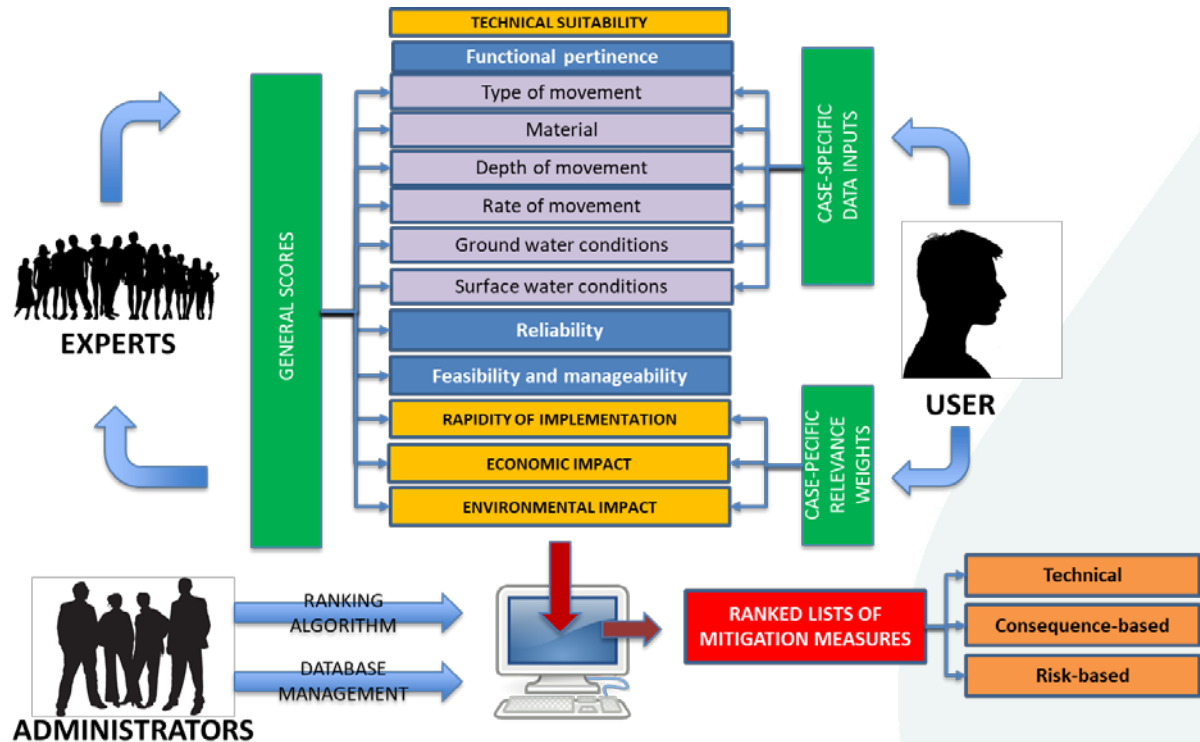 TECHNICAL SUITABILITY
Functional pertinence
Type of movement
Material
Depth of movement
Rate of movement
Ground water conditions
Surface water conditions
Reliability
Feasibility and manageability
RAPIDITY OF IMPLEMENTATION
ECONOMIC IMPACT
ENVIRONMENTAL IMPACT
GENERAL SCORES
EXPERTS
CASE-SPECIFIC
DATA INPUTS
USER
CASE-PECIFIC
RELEVANCE
WEIGHTS
ADMINISTRATORS
RANKING
ALGORITHM
DATABASE
MANAGEMENT
RANKED LISTS OF
MITIGATION MEASURES
Technical
Consequence-based
Risk-based